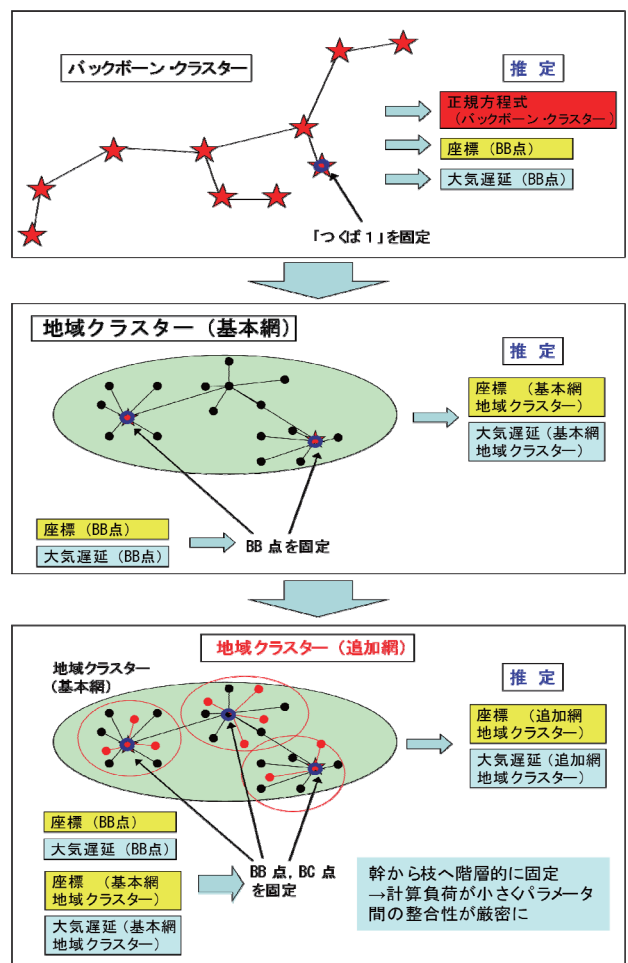 バックボーン・クラスター
推 定
正規方程式
（バックボーン・クラスター）
座標（BB点）
大気遅延（BB点）
「つくば１」を固定
地域クラスター（基本網）
推 定
座標 （基本網
地域クラスター）
大気遅延（基本網
地域クラスター）
座標（BB点）
大気遅延（BB点）
BB 点を固定
地域クラスター（追加網）
地域クラスター
(基本網）
推 定
座標 （追加網
地域クラスター）
大気遅延（追加網
地域クラスター）
座標（BB点）
大気遅延（BB点）
座標 （基本網
地域クラスター）
大気遅延（基本網
地域クラスター）
BB 点，BC 点
を固定
幹から枝へ階層的に固定
→計算負荷が小さくパラメータ
間の整合性が厳密に